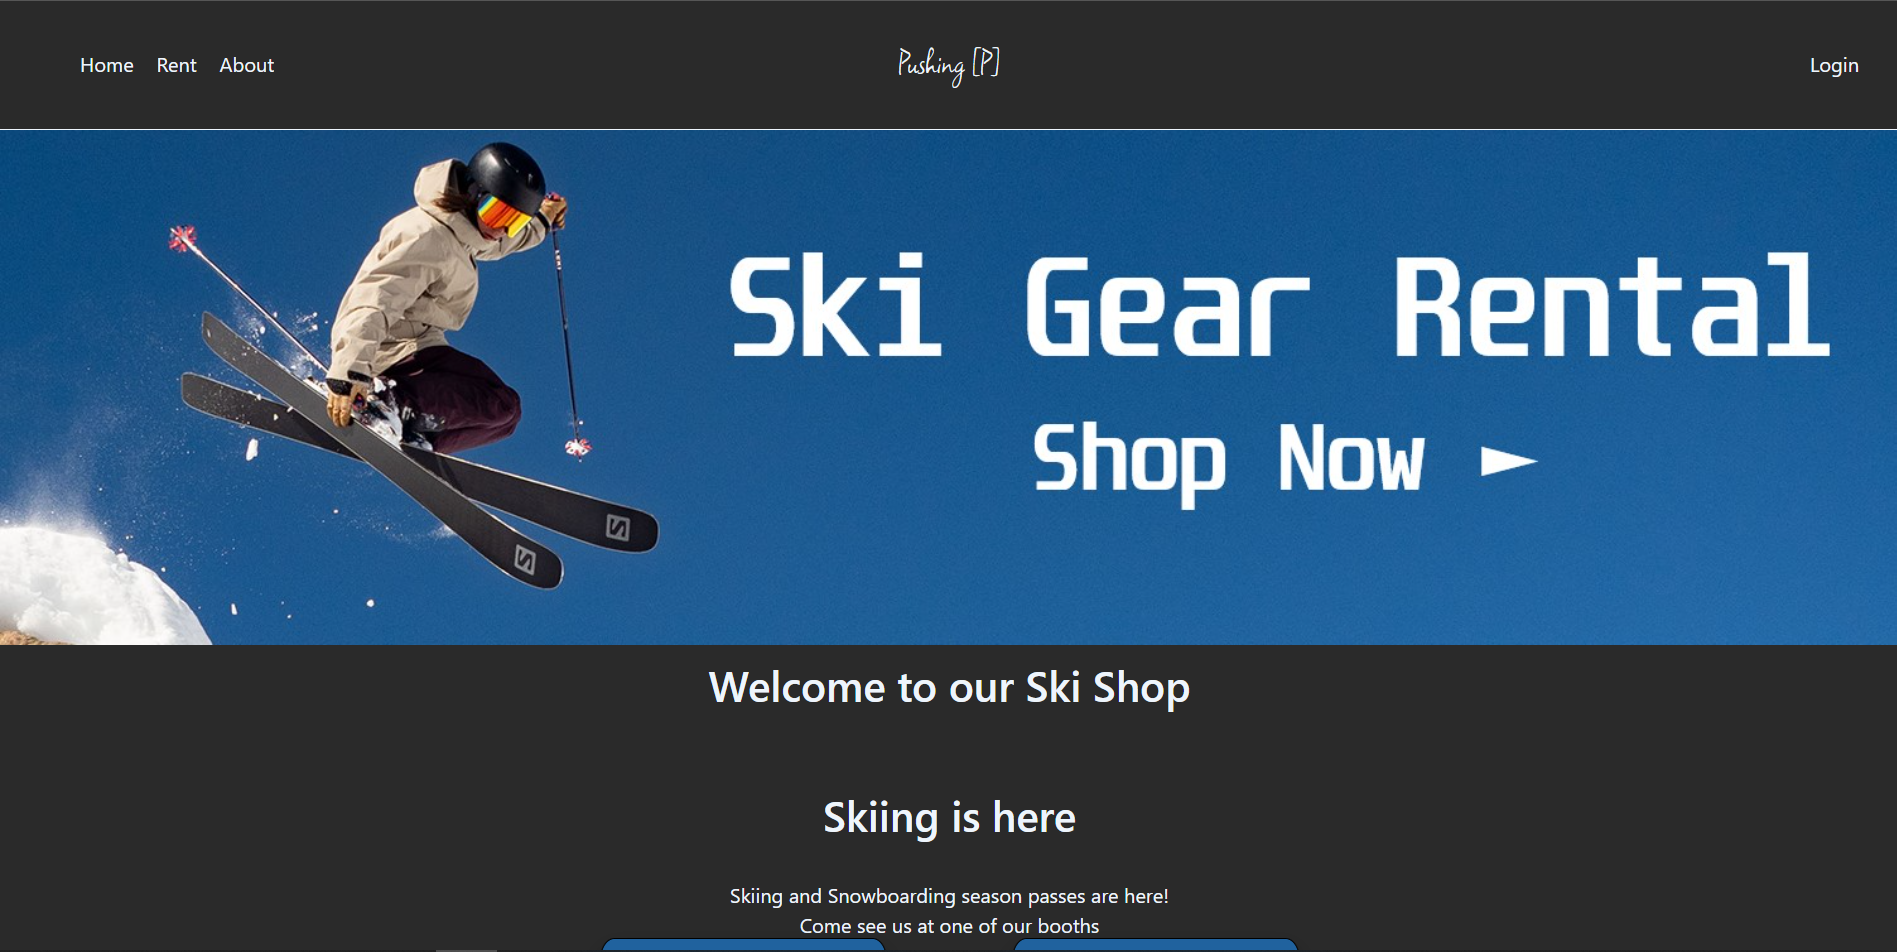 Home Rent About Pushing [P] Login
Ski Gear Rental
Shop Now ►
Welcome to our Ski Shop
Skiing is here
Skiing and Snowboarding season passes are here!
Come see us at one of our booths